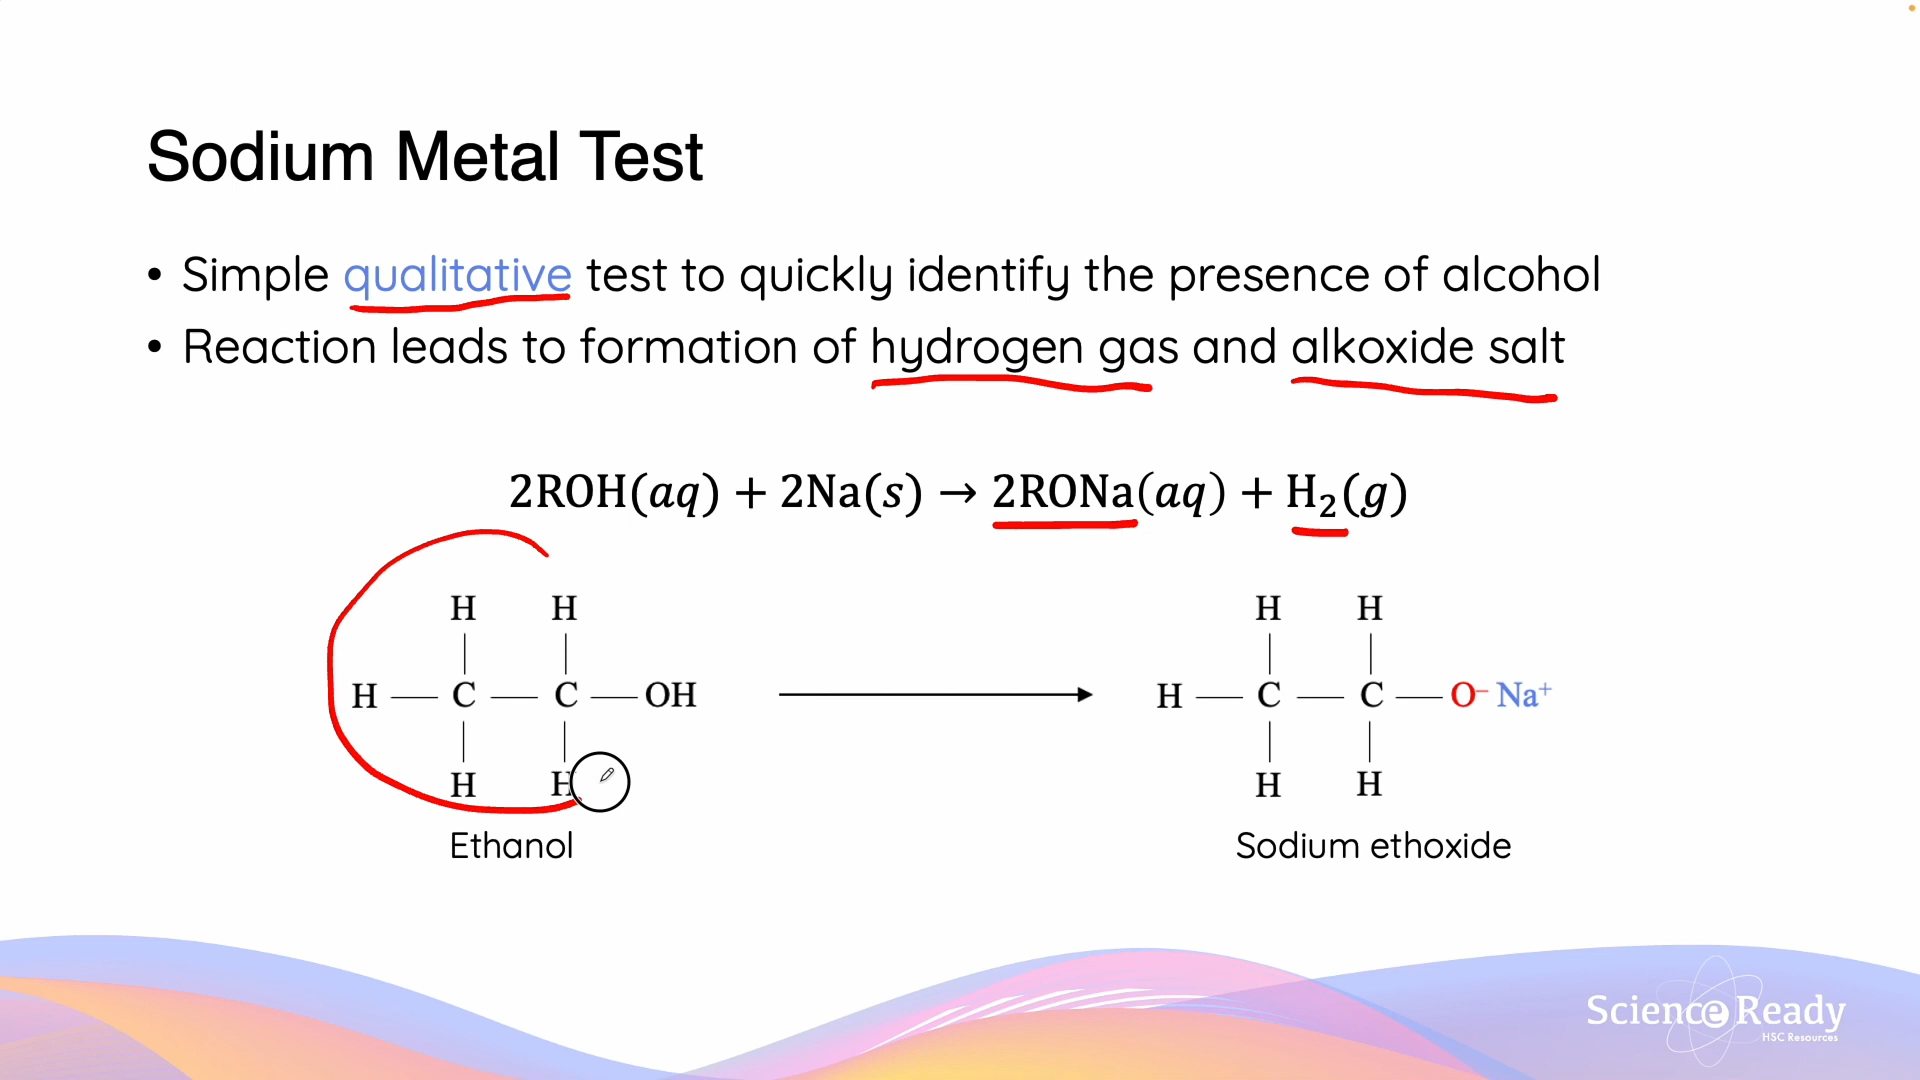 Sodium Metal Test
• Simple qualitative test to quickly identify the presence of alcohol
• Reaction leads to formation of hydrogen gas and alkoxide salt
2ROH(aq) + 2Na(s) → 2RONa(aq) + H₂(g)
H H H H
H — C — C — OH H — C — C — O⁻ Na⁺
H H H H
Ethanol Sodium ethoxide
Science Ready
HSC Resources